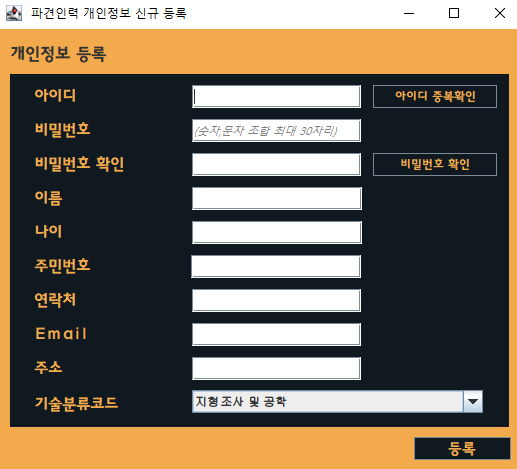 파견인력 개인정보 신규 등록
개인정보 등록
아이디
아이디 중복확인
비밀번호
(숫자,문자 조합 최대 30자리)
비밀번호 확인
비밀번호 확인
이름
나이
주민번호
연락처
Email
주소
기술분류코드
지형조사 및 공학
등록